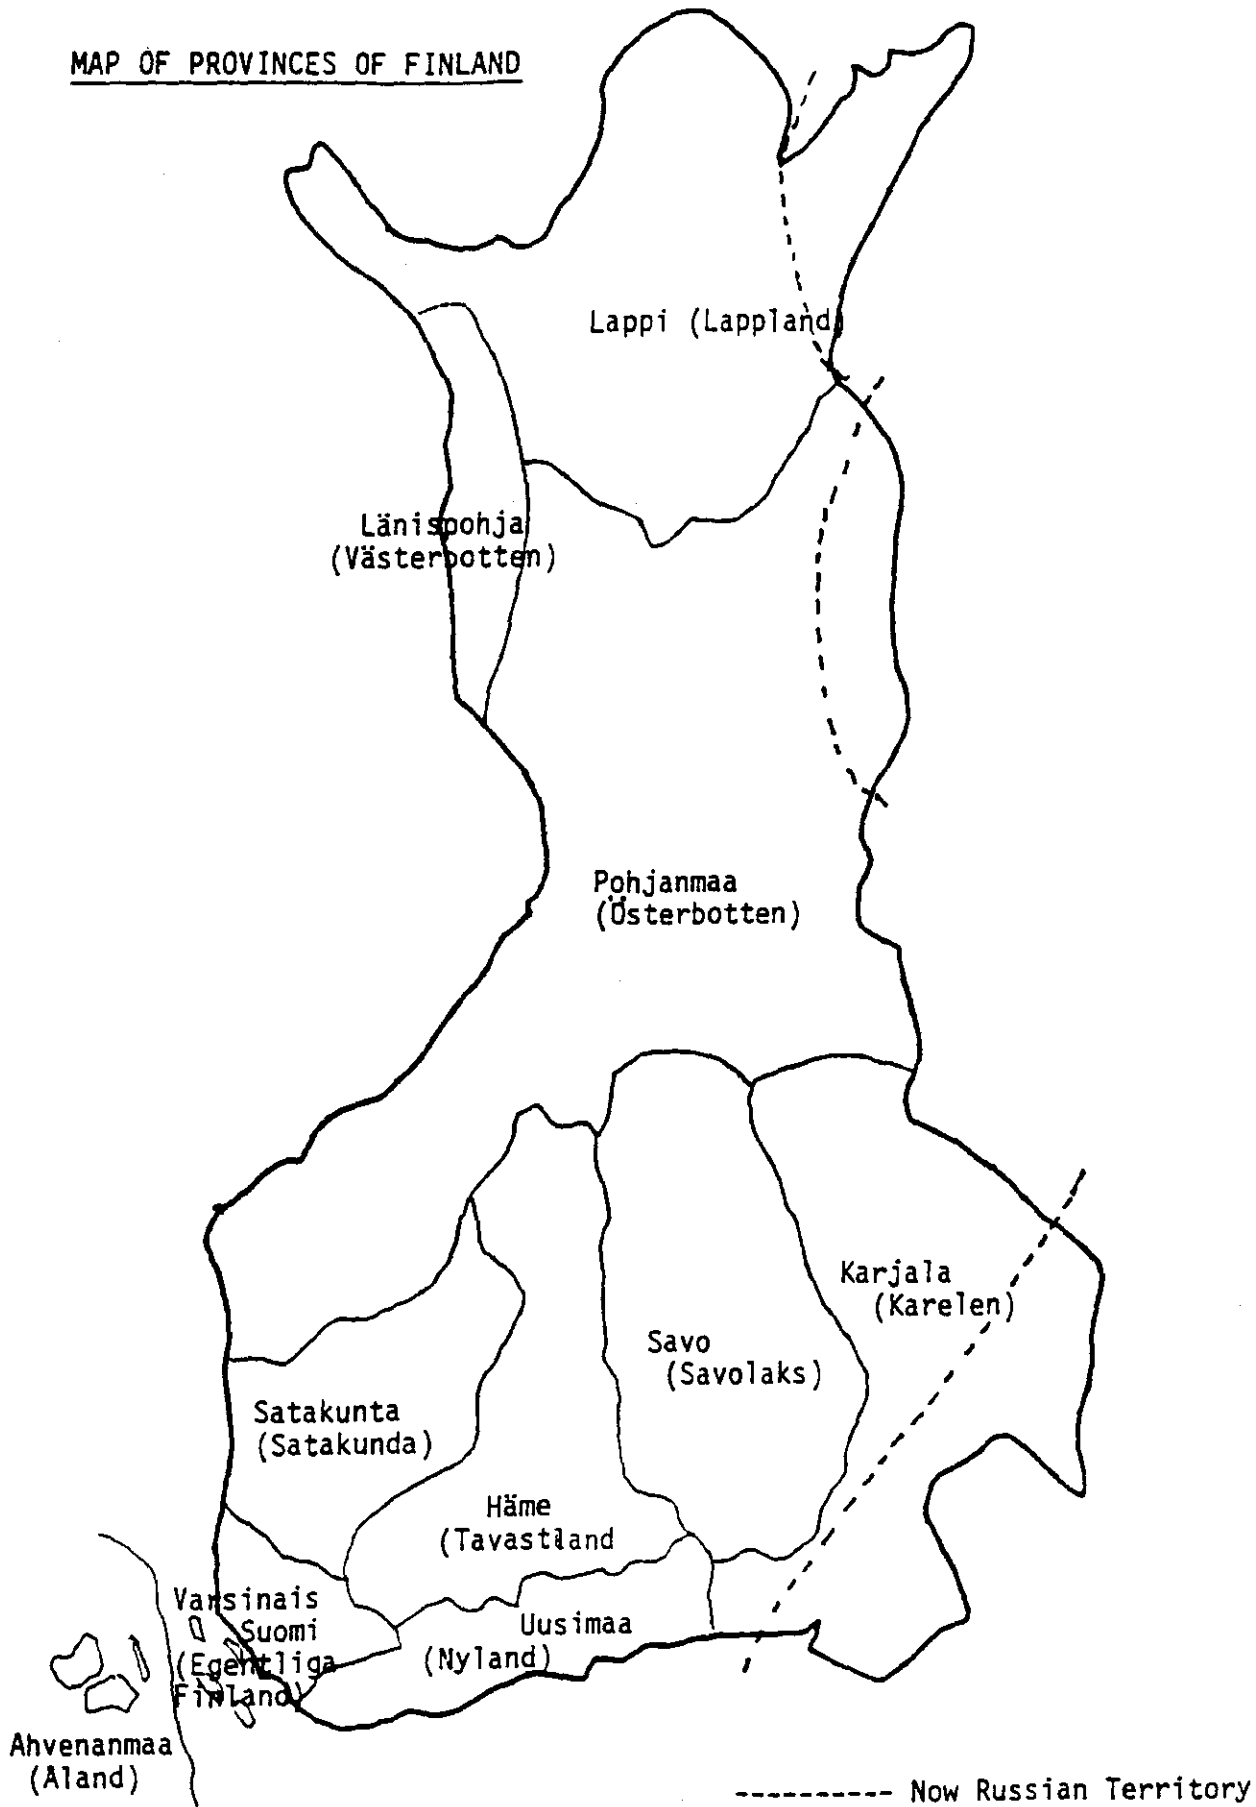 MAP OF PROVINCES OF FINLAND
Lappi (Lappland)
Länispohja
(Västerbotten)
Pohjanmaa
(Österbotten)
Karjala
(Karelen)
Savo
(Savolaks)
Satakunta
(Satakunda)
Häme
(Tavastland
Varsinais
Suomi
(Egentliga
Finland)
Uusimaa
(Nyland)
Ahvenanmaa
(Åland)
---------- Now Russian Territory